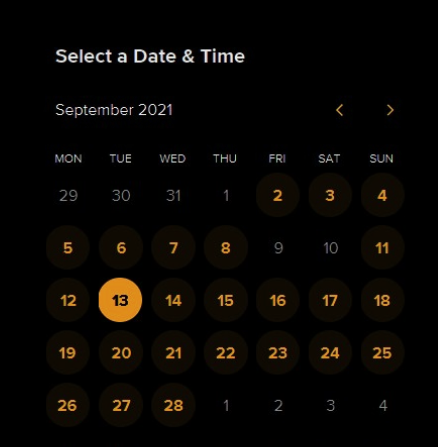 Select a Date & Time
September 2021 < >
MON TUE WED THU FRI SAT SUN
29 30 31 1 2 3 4
5 6 7 8 9 10 11
12 13 14 15 16 17 18
19 20 21 22 23 24 25
26 27 28 1 2 3 4